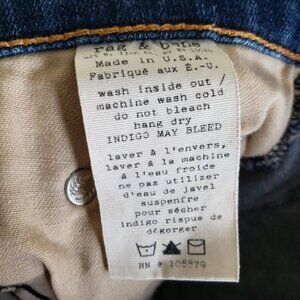 rag & b
Made in U.S.A.
Fabriqué aux É.-U.
wash inside out /
machine wash cold
do not bleach
hang dry
INDIGO MAY BLEED
laver à l'envers,
laver à la machine
à l'eau froide
ne pas utilizer
d'eau de javel
suspenfre
pour sécher
indigo risque de
dégorger
RN # 108879